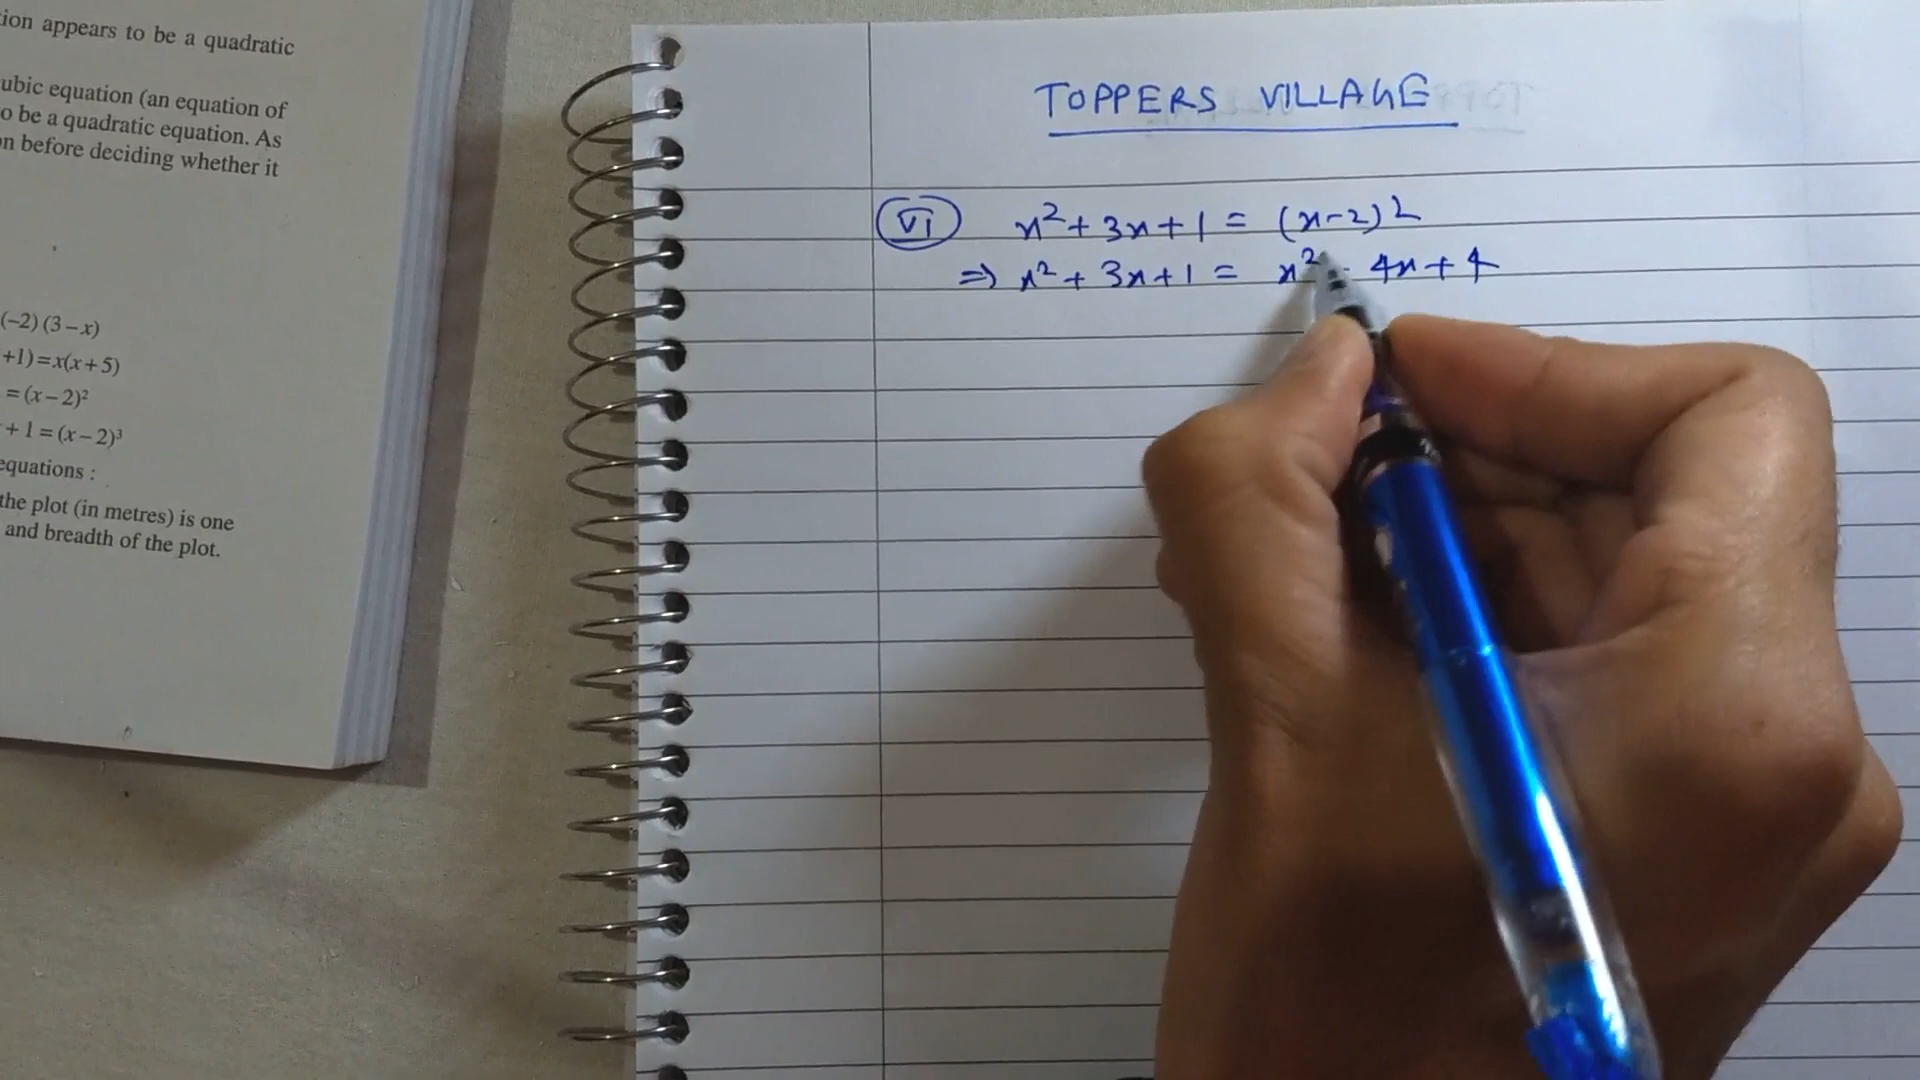 ion appears to be a quadratic
ubic equation (an equation of
o be a quadratic equation. As
on before deciding whether it
(–2) (3 – x)
+1) = x(x + 5)
= (x – 2)²
+ 1 = (x – 2)³
equations :
the plot (in metres) is one
and breadth of the plot.
TOPPERS VILLAGE
VI x² + 3x + 1 = (x-2)²
⇒ x² + 3x + 1 = x² - 4x + 4